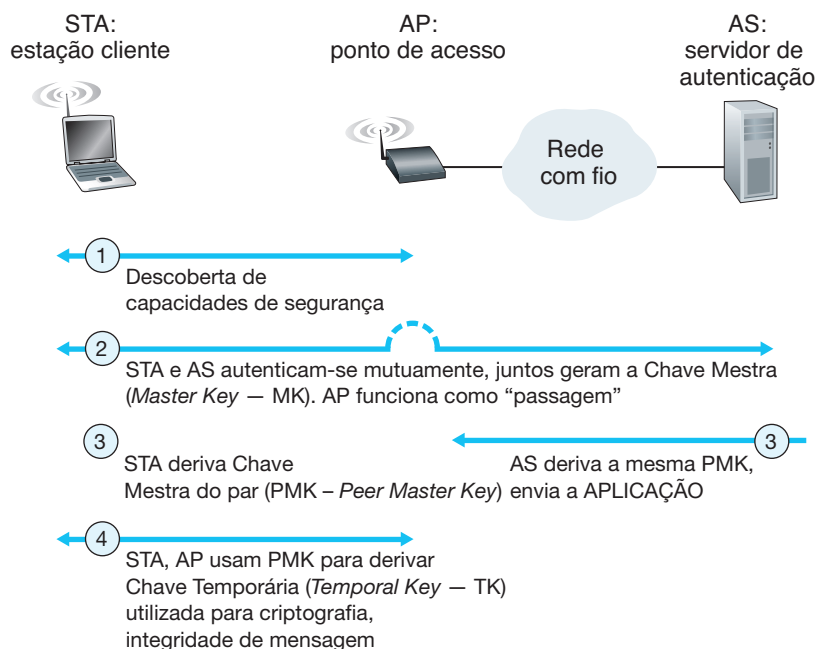 STA:
estação cliente
AP:
ponto de acesso
AS:
servidor de
autenticação
Rede
com fio
1
Descoberta de
capacidades de segurança
2
STA e AS autenticam-se mutuamente, juntos geram a Chave Mestra
(Master Key — MK). AP funciona como “passagem”
3
STA deriva Chave
Mestra do par (PMK – Peer Master Key)
3
AS deriva a mesma PMK,
envia a APLICAÇÃO
4
STA, AP usam PMK para derivar
Chave Temporária (Temporal Key — TK)
utilizada para criptografia,
integridade de mensagem